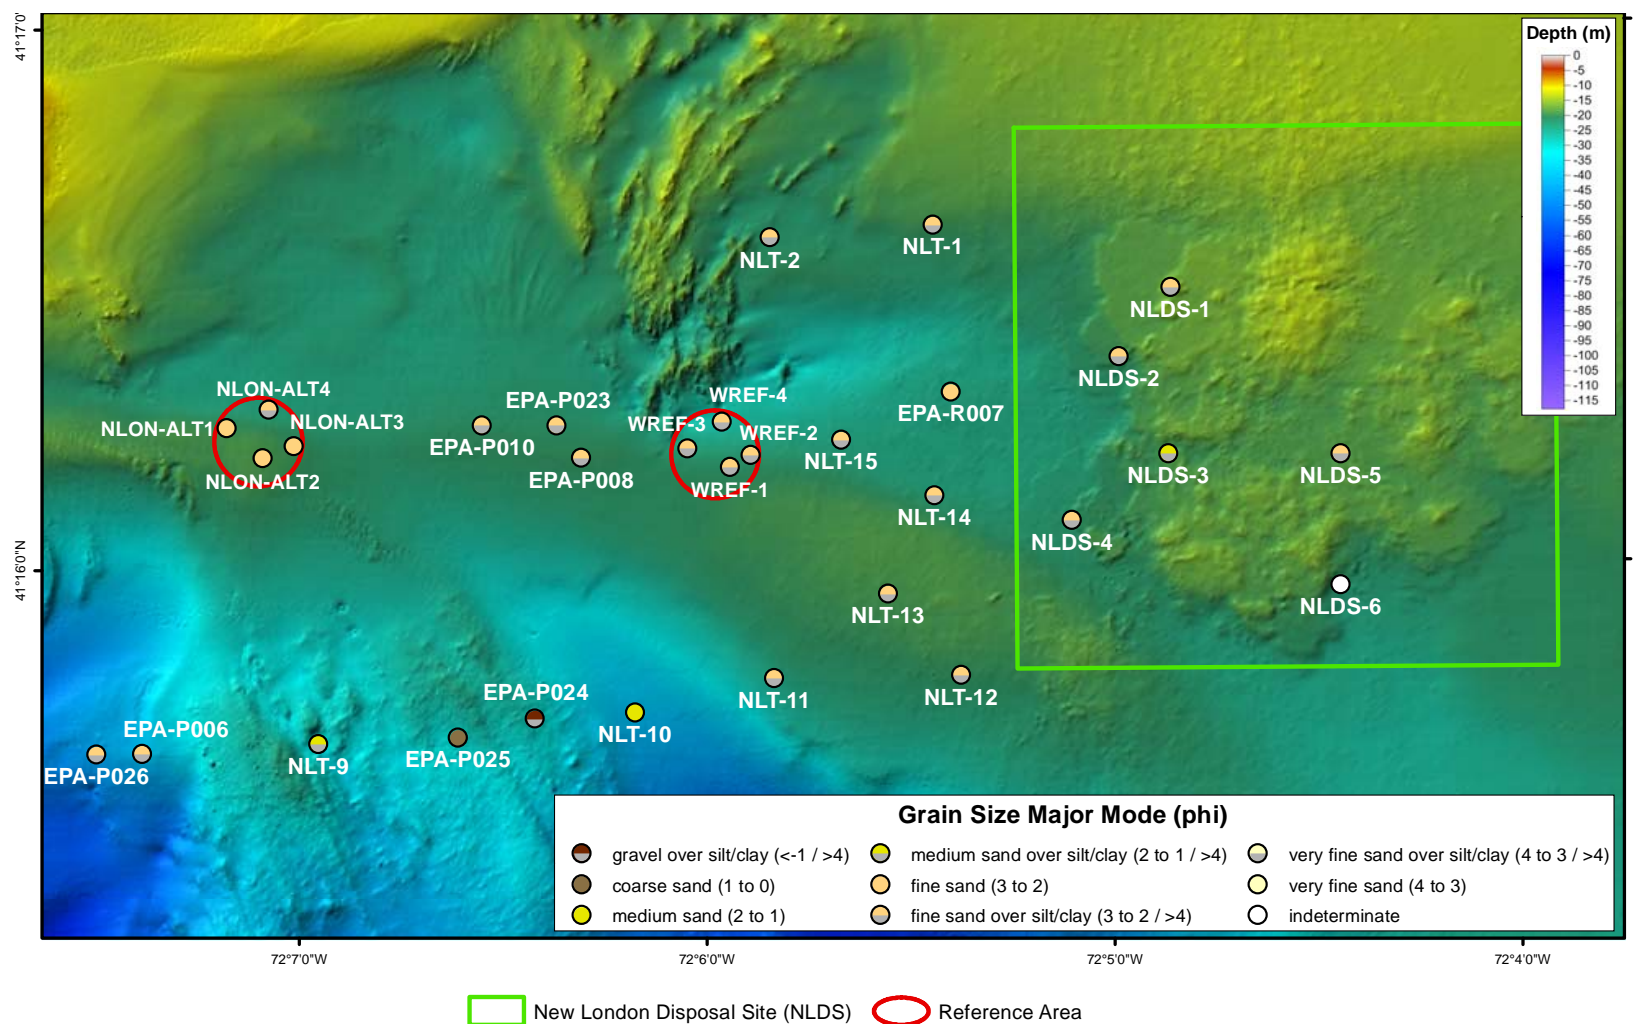 41°17'0'
Depth (m)
0
-5
-10
-15
-20
-25
-30
-35
-40
-45
-50
-55
-60
-65
-70
-75
-80
-85
-90
-95
-100
-105
-110
-115
NLT-1
NLT-2
NLDS-1
NLDS-2
NLON-ALT4
NLON-ALT3
NLON-ALT1
NLON-ALT2
EPA-P023
EPA-P010
EPA-P008
WREF-4
WREF-3
WREF-2
WREF-1
EPA-R007
NLT-15
NLDS-3
NLDS-5
NLT-14
NLDS-4
41°16'0"N
NLT-13
NLDS-6
EPA-P024
NLT-11
NLT-12
NLT-10
EPA-P006
EPA-P025
NLT-9
EPA-P026
Grain Size Major Mode (phi)
gravel over silt/clay (<-1 / >4)
coarse sand (1 to 0)
medium sand (2 to 1)
medium sand over silt/clay (2 to 1 / >4)
fine sand (3 to 2)
fine sand over silt/clay (3 to 2 / >4)
very fine sand over silt/clay (4 to 3 / >4)
very fine sand (4 to 3)
indeterminate
72°7'0"W
72°6'0"W
72°5'0"W
72°4'0"W
New London Disposal Site (NLDS)
Reference Area